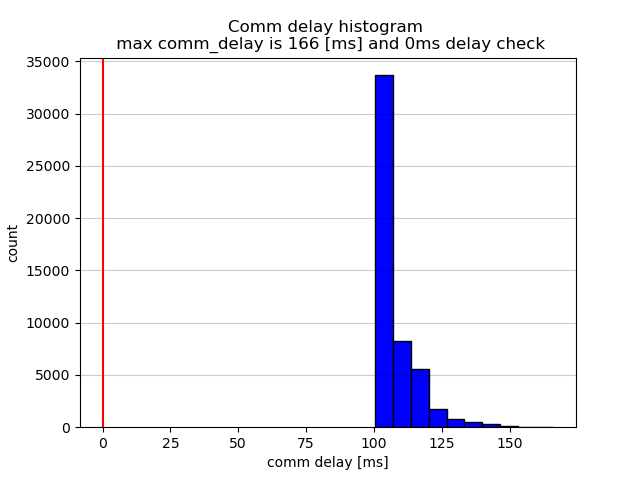 Comm delay histogram
max comm_delay is 166 [ms] and 0ms delay check
35000
30000
25000
20000
15000
10000
5000
0
count
0 25 50 75 100 125 150
comm delay [ms]